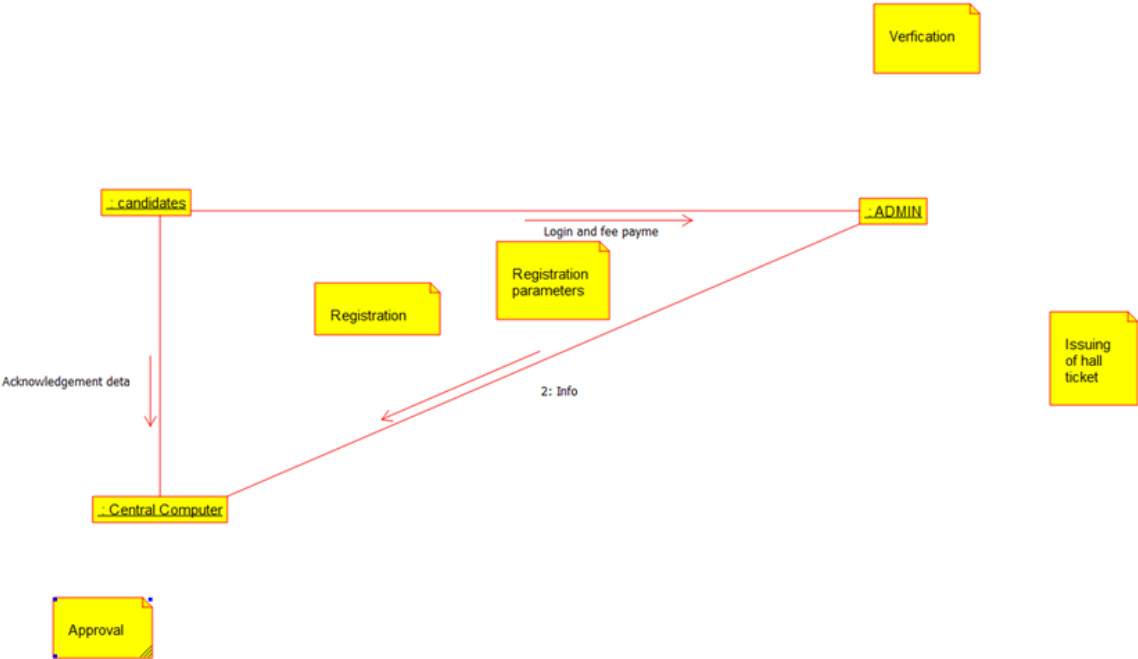 Verfication
: candidates
: ADMIN
Login and fee payme
Registration
parameters
Registration
Issuing
of hall
ticket
Acknowledgement deta
2: Info
: Central Computer
Approval